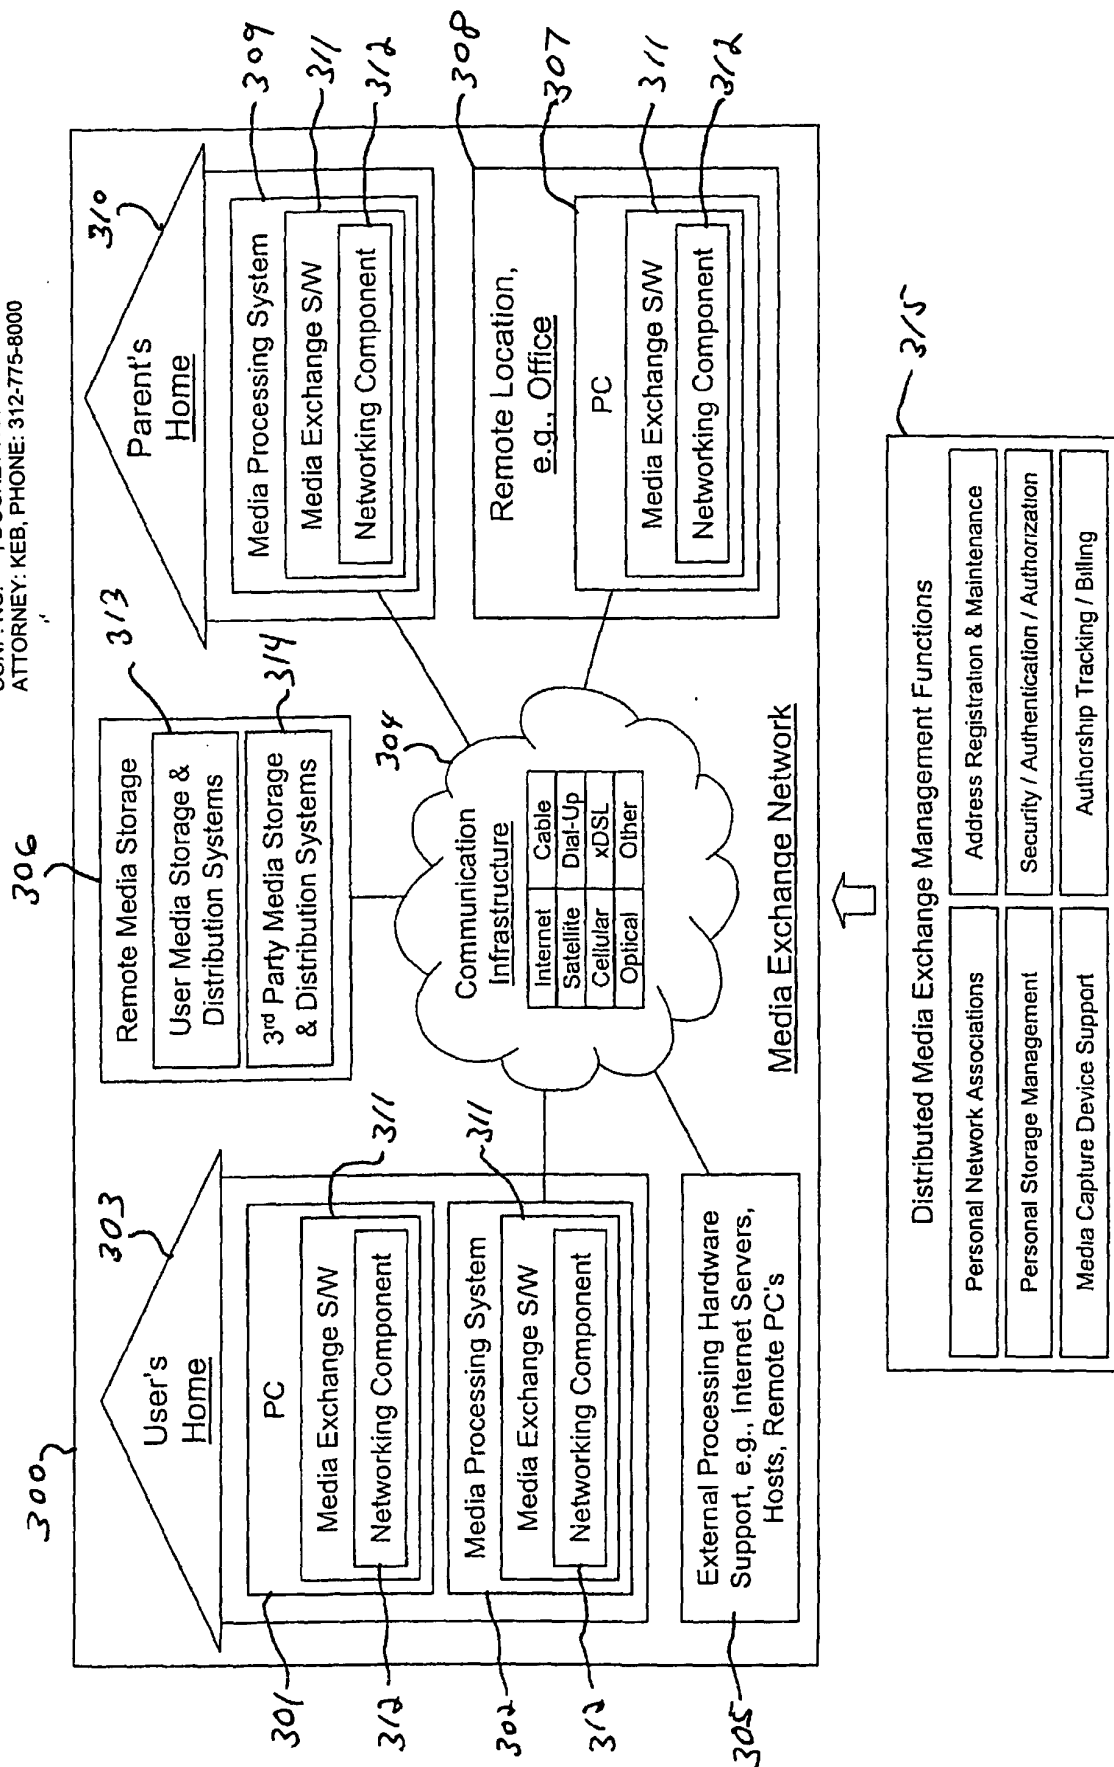 ATTORNEY: KEB, PHONE: 312-775-8000
300
303
User's
Home
301
PC
Media Exchange S/W
311
Networking Component
312
302
Media Processing System
Media Exchange S/W
311
Networking Component
312
305
External Processing Hardware
Support, e.g., Internet Servers,
Hosts, Remote PC's
306
Remote Media Storage
User Media Storage &
Distribution Systems
313
3rd Party Media Storage
& Distribution Systems
314
304
Communication
Infrastructure
Internet Cable
Satellite Dial-Up
Cellular xDSL
Optical Other
Media Exchange Network
310
Parent's
Home
Media Processing System
309
Media Exchange S/W
311
Networking Component
312
Remote Location,
e.g., Office
308
PC
307
Media Exchange S/W
311
Networking Component
312
315
Distributed Media Exchange Management Functions
Personal Network Associations Address Registration & Maintenance
Personal Storage Management Security / Authentication / Authorization
Media Capture Device Support Authorship Tracking / Billing